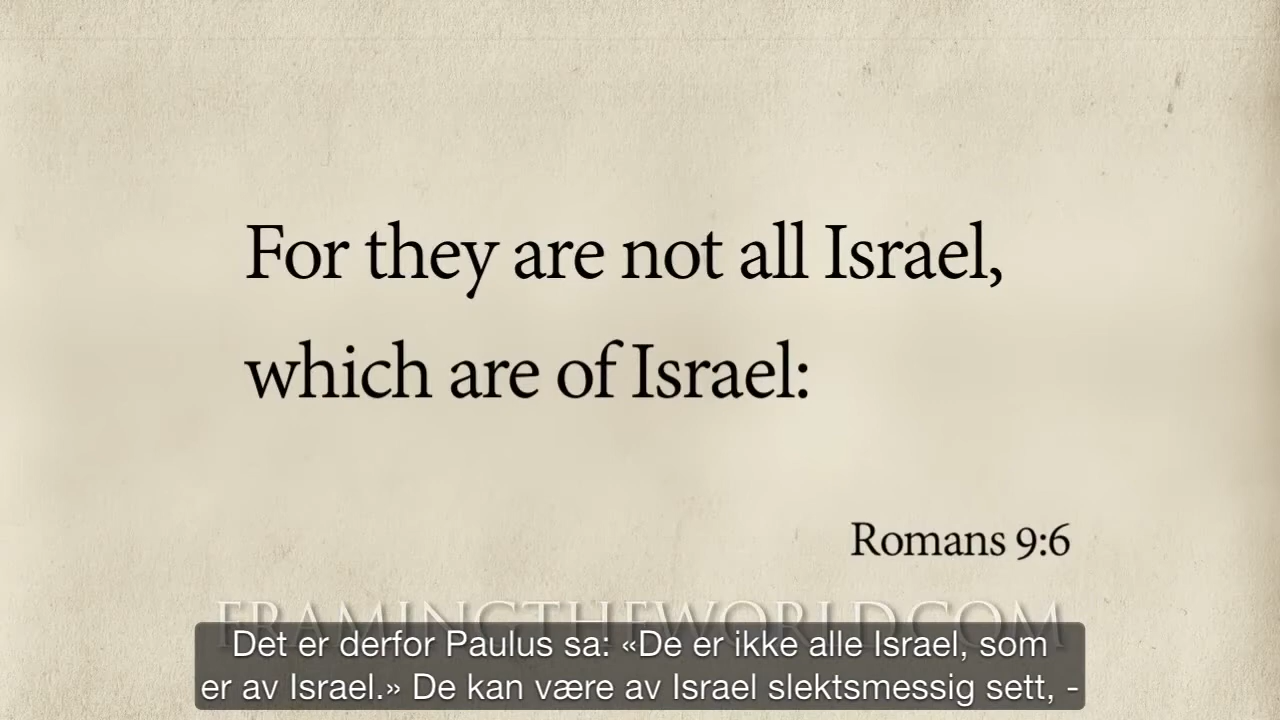 For they are not all Israel,
which are of Israel:
Romans 9:6
FRAMINGTHEWORLD.COM
Det er derfor Paulus sa: «De er ikke alle Israel, som
er av Israel.» De kan være av Israel slektsmessig sett, -